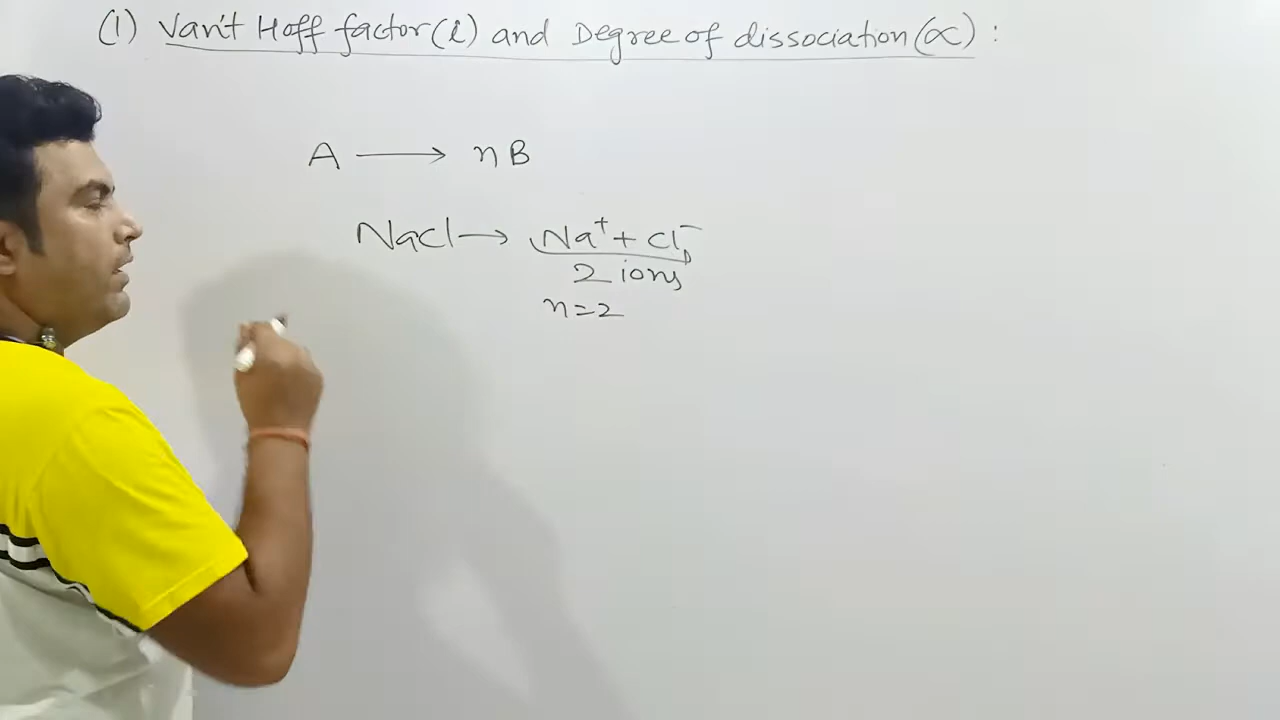 (1) Van't Hoff factor (i) and Degree of dissociation (∝) :
A ⟶ nB
NaCl ⟶ Na⁺ + Cl⁻
2 ions
n=2